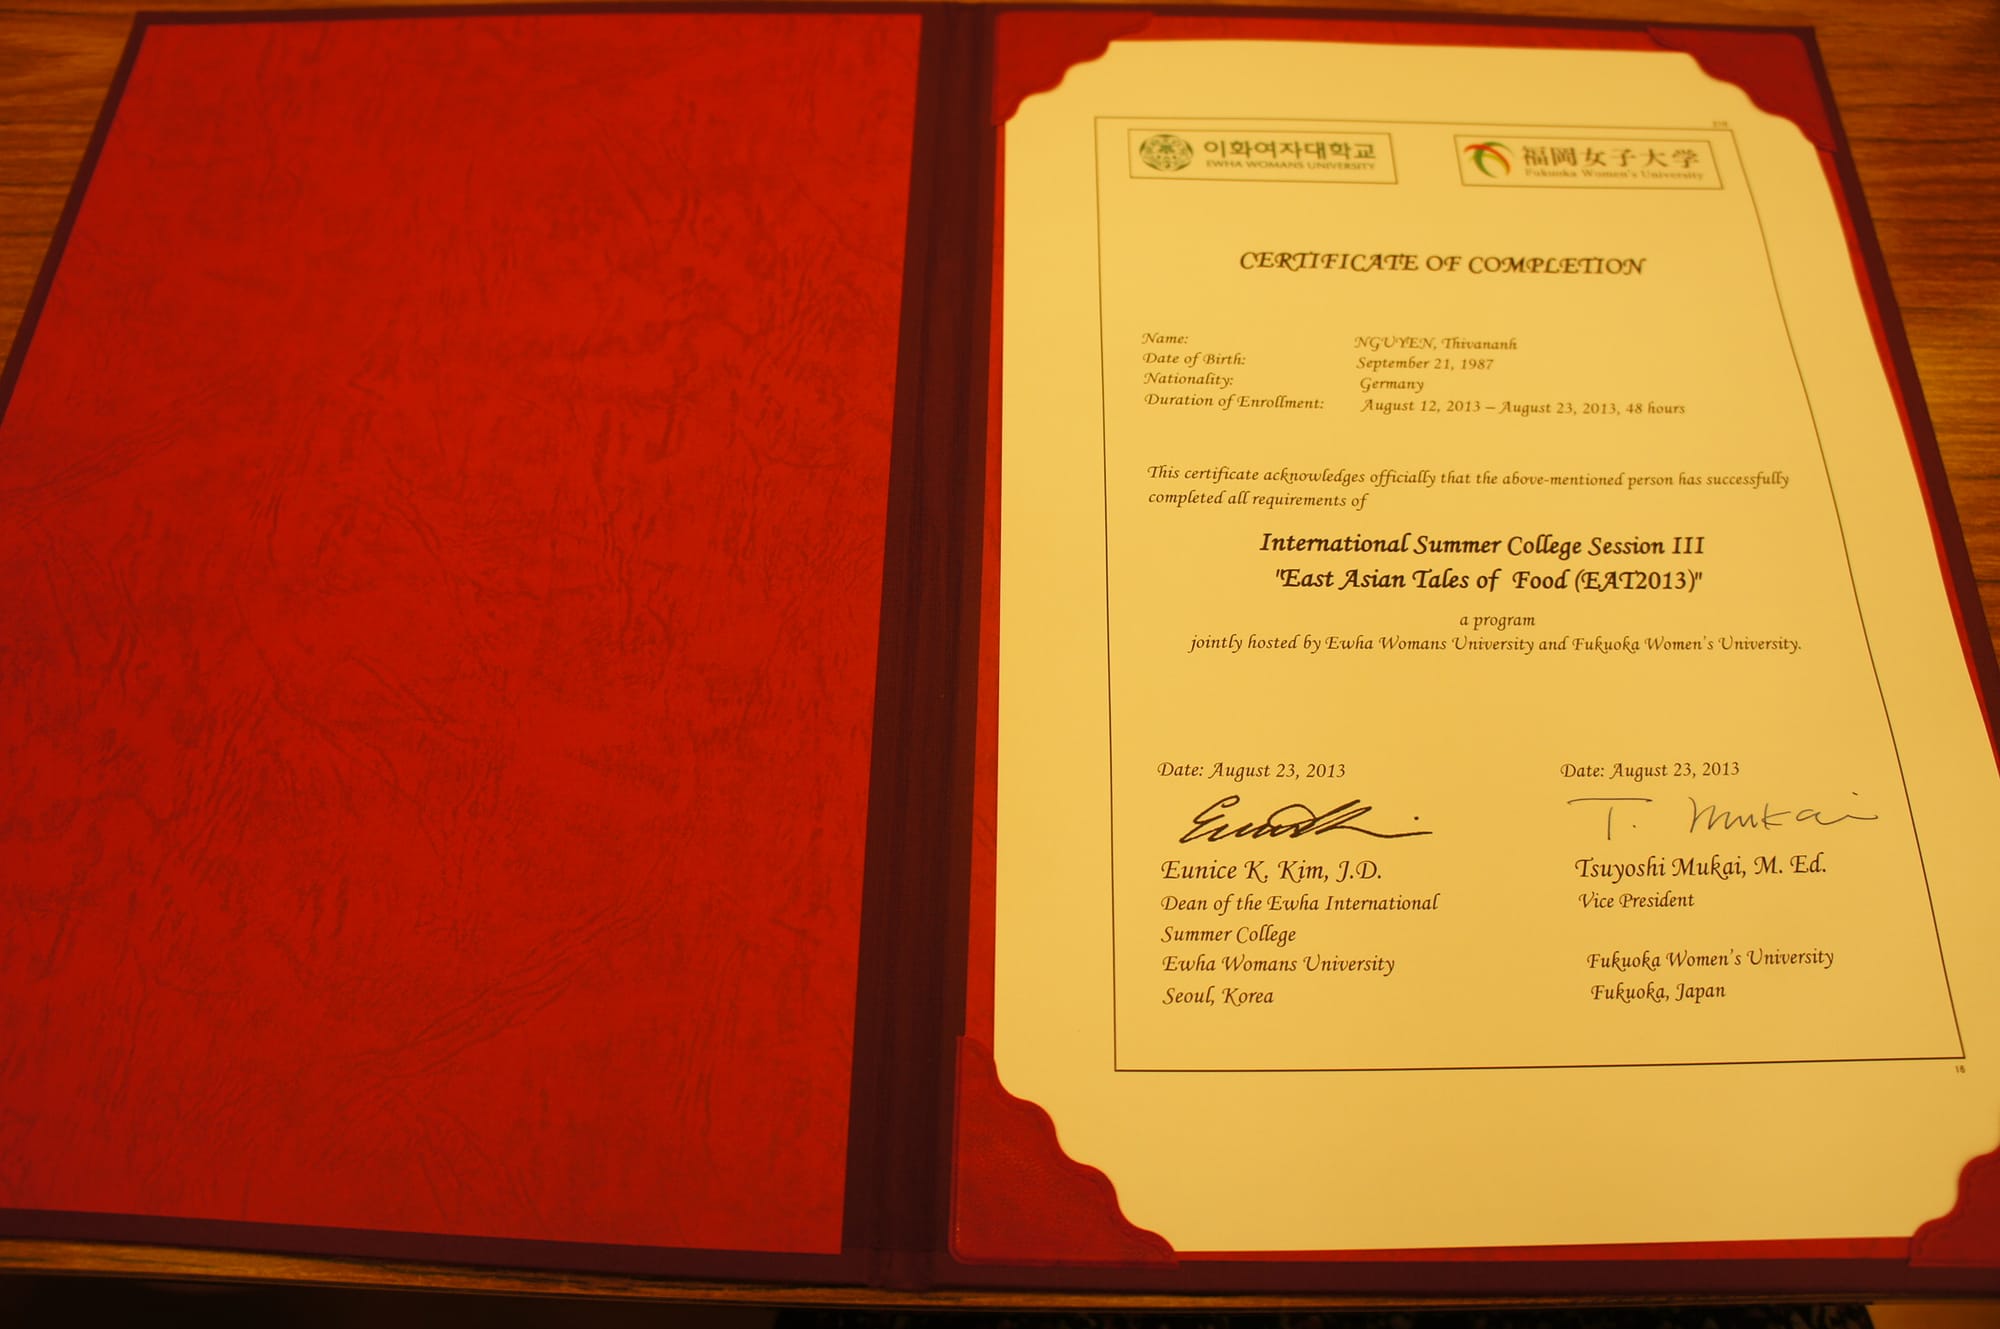 이화여자대학교
EWHA WOMANS UNIVERSITY
福岡女子大学
Fukuoka Women's University
CERTIFICATE OF COMPLETION
Name: NGUYEN, Thivananh
Date of Birth: September 21, 1987
Nationality: Germany
Duration of Enrollment: August 12, 2013 – August 23, 2013, 48 hours
This certificate acknowledges officially that the above-mentioned person has successfully
completed all requirements of
International Summer College Session III
"East Asian Tales of Food (EAT2013)"
a program
jointly hosted by Ewha Womans University and Fukuoka Women's University.
Date: August 23, 2013
Eunice K. Kim, J.D.
Dean of the Ewha International
Summer College
Ewha Womans University
Seoul, Korea
Date: August 23, 2013
T. Mukai
Tsuyoshi Mukai, M. Ed.
Vice President
Fukuoka Women's University
Fukuoka, Japan